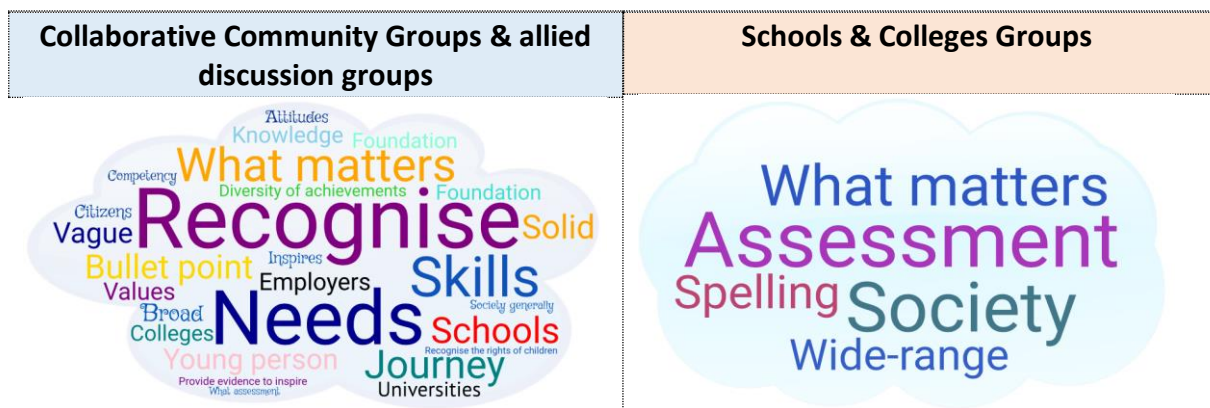 Collaborative Community Groups & allied
discussion groups
Schools & Colleges Groups
Attitudes
Knowledge Foundation
What matters
Competency
Diversity of achievements Foundation
Citizens
Recognise
Vague
Solid
Inspires
Bullet point
Employers
Skills
Values
Society generally
Broad
Needs
Colleges
Schools
Recognise the rights of children
Young person
Journey
Provide evidence to inspire
Universities
What assessment
What matters
Assessment
Spelling
Society
Wide-range